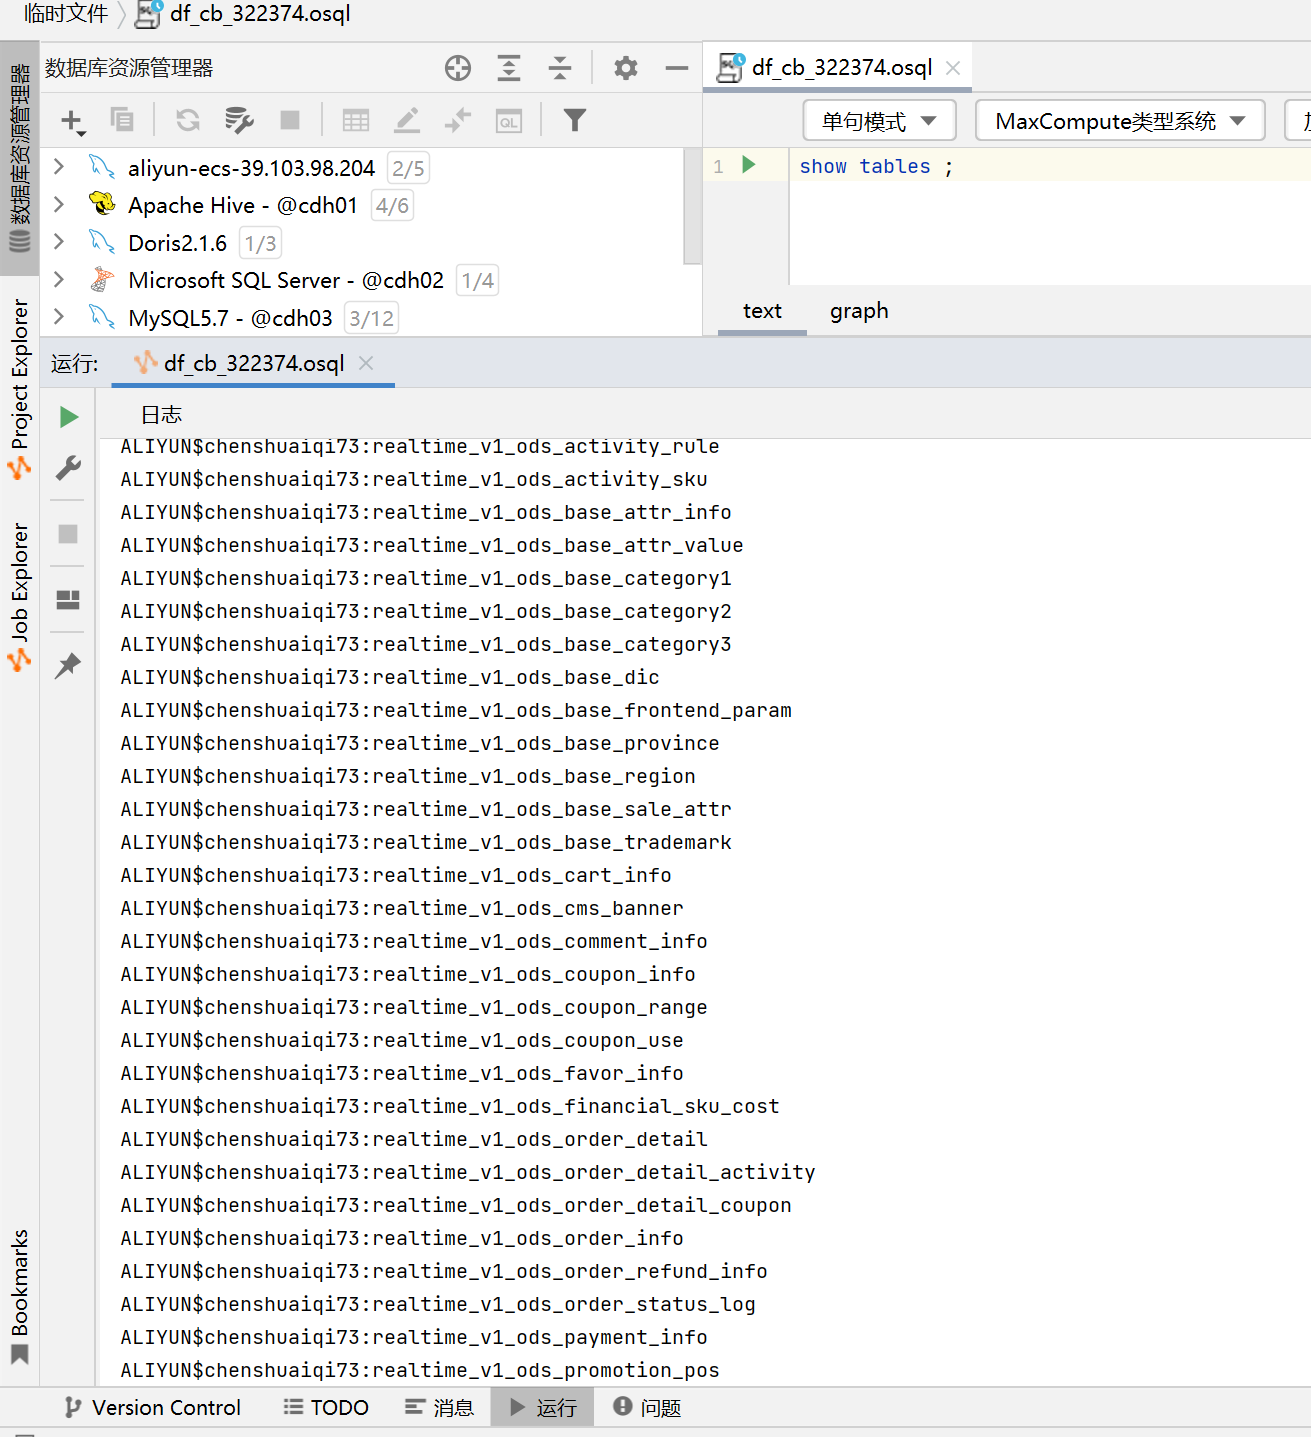 临时文件
df_cb_322374.osql
数据库资源管理器
df_cb_322374.osql
单句模式
MaxCompute类型系统
数据库资源管理器
Project Explorer
Job Explorer
Bookmarks
aliyun-ecs-39.103.98.204 2/5
Apache Hive - @cdh01 4/6
Doris2.1.6 1/3
Microsoft SQL Server - @cdh02 1/4
MySQL5.7 - @cdh03 3/12
QL
1 show tables ;
text graph
运行: df_cb_322374.osql
日志
ALIYUN$chenshuaiqi73:realtime_v1_ods_activity_rule
ALIYUN$chenshuaiqi73:realtime_v1_ods_activity_sku
ALIYUN$chenshuaiqi73:realtime_v1_ods_base_attr_info
ALIYUN$chenshuaiqi73:realtime_v1_ods_base_attr_value
ALIYUN$chenshuaiqi73:realtime_v1_ods_base_category1
ALIYUN$chenshuaiqi73:realtime_v1_ods_base_category2
ALIYUN$chenshuaiqi73:realtime_v1_ods_base_category3
ALIYUN$chenshuaiqi73:realtime_v1_ods_base_dic
ALIYUN$chenshuaiqi73:realtime_v1_ods_base_frontend_param
ALIYUN$chenshuaiqi73:realtime_v1_ods_base_province
ALIYUN$chenshuaiqi73:realtime_v1_ods_base_region
ALIYUN$chenshuaiqi73:realtime_v1_ods_base_sale_attr
ALIYUN$chenshuaiqi73:realtime_v1_ods_base_trademark
ALIYUN$chenshuaiqi73:realtime_v1_ods_cart_info
ALIYUN$chenshuaiqi73:realtime_v1_ods_cms_banner
ALIYUN$chenshuaiqi73:realtime_v1_ods_comment_info
ALIYUN$chenshuaiqi73:realtime_v1_ods_coupon_info
ALIYUN$chenshuaiqi73:realtime_v1_ods_coupon_range
ALIYUN$chenshuaiqi73:realtime_v1_ods_coupon_use
ALIYUN$chenshuaiqi73:realtime_v1_ods_favor_info
ALIYUN$chenshuaiqi73:realtime_v1_ods_financial_sku_cost
ALIYUN$chenshuaiqi73:realtime_v1_ods_order_detail
ALIYUN$chenshuaiqi73:realtime_v1_ods_order_detail_activity
ALIYUN$chenshuaiqi73:realtime_v1_ods_order_detail_coupon
ALIYUN$chenshuaiqi73:realtime_v1_ods_order_info
ALIYUN$chenshuaiqi73:realtime_v1_ods_order_refund_info
ALIYUN$chenshuaiqi73:realtime_v1_ods_order_status_log
ALIYUN$chenshuaiqi73:realtime_v1_ods_payment_info
ALIYUN$chenshuaiqi73:realtime_v1_ods_promotion_pos
Version Control TODO 消息 运行 问题